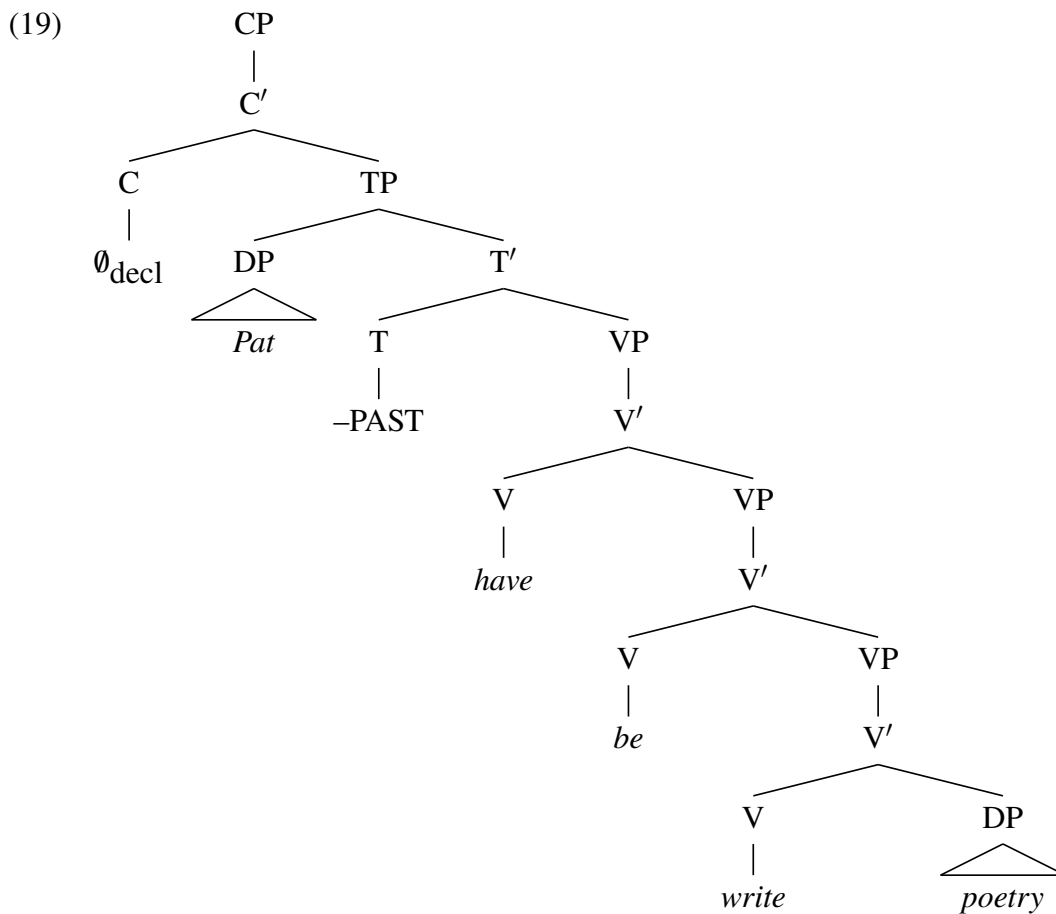 (19) CP
C′
C TP
∅decl DP T′
Pat T VP
–PAST V′
V VP
have V′
V VP
be V′
V DP
write poetry